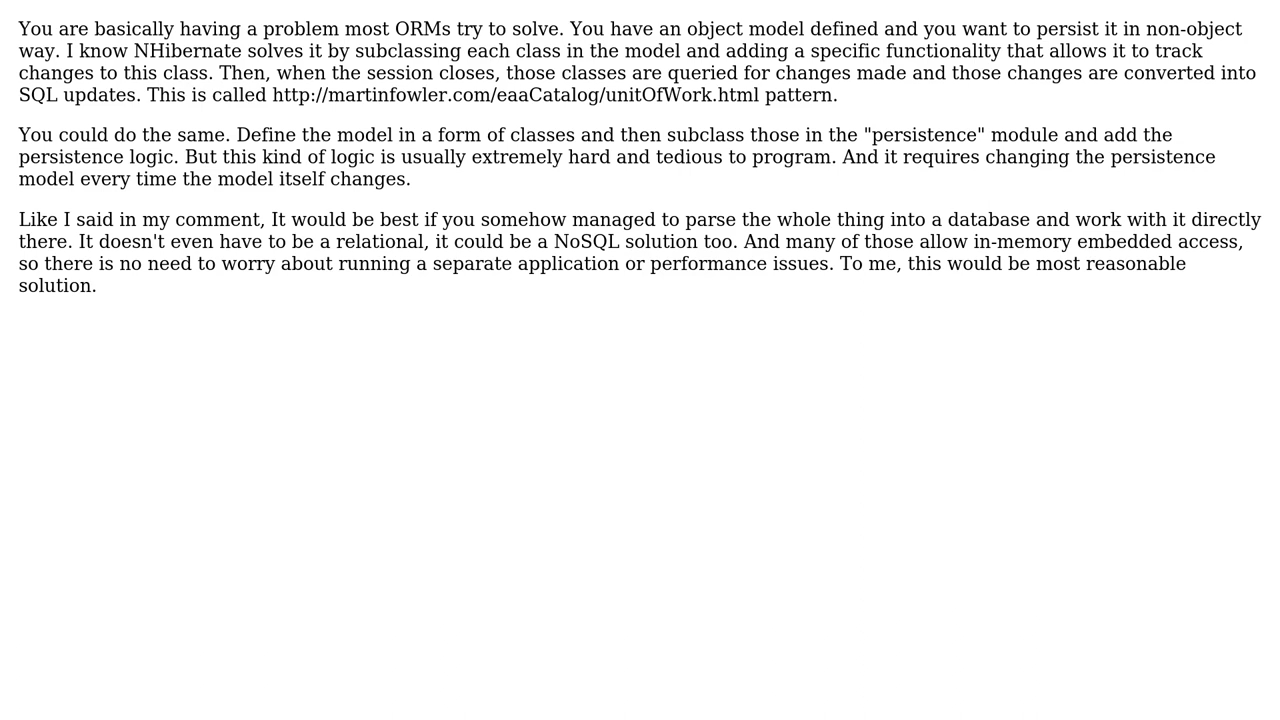 You are basically having a problem most ORMs try to solve. You have an object model defined and you want to persist it in non-object
way. I know NHibernate solves it by subclassing each class in the model and adding a specific functionality that allows it to track
changes to this class. Then, when the session closes, those classes are queried for changes made and those changes are converted into
SQL updates. This is called http://martinfowler.com/eaaCatalog/unitOfWork.html pattern.
You could do the same. Define the model in a form of classes and then subclass those in the "persistence" module and add the
persistence logic. But this kind of logic is usually extremely hard and tedious to program. And it requires changing the persistence
model every time the model itself changes.
Like I said in my comment, It would be best if you somehow managed to parse the whole thing into a database and work with it directly
there. It doesn't even have to be a relational, it could be a NoSQL solution too. And many of those allow in-memory embedded access,
so there is no need to worry about running a separate application or performance issues. To me, this would be most reasonable
solution.